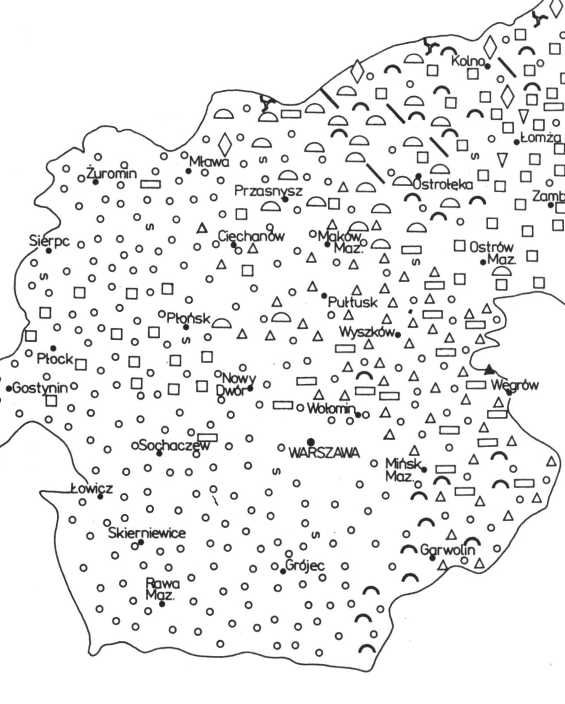 Kolno
Łomża
Mława
Żuromin
Ostrołęka
Przasnysz
Zamb
Ciechanów
Maków
Maz.
Sierpc
Ostrów
Maz.
Pułtusk
Płońsk
Wyszków
Płock
Nowy
Dwór
Gostynin
Węgrów
Wołomin
Sochaczew
WARSZAWA
Mińsk
Maz.
Łowicz
Skierniewice
Garwolin
Grójec
Rawa
Maz.